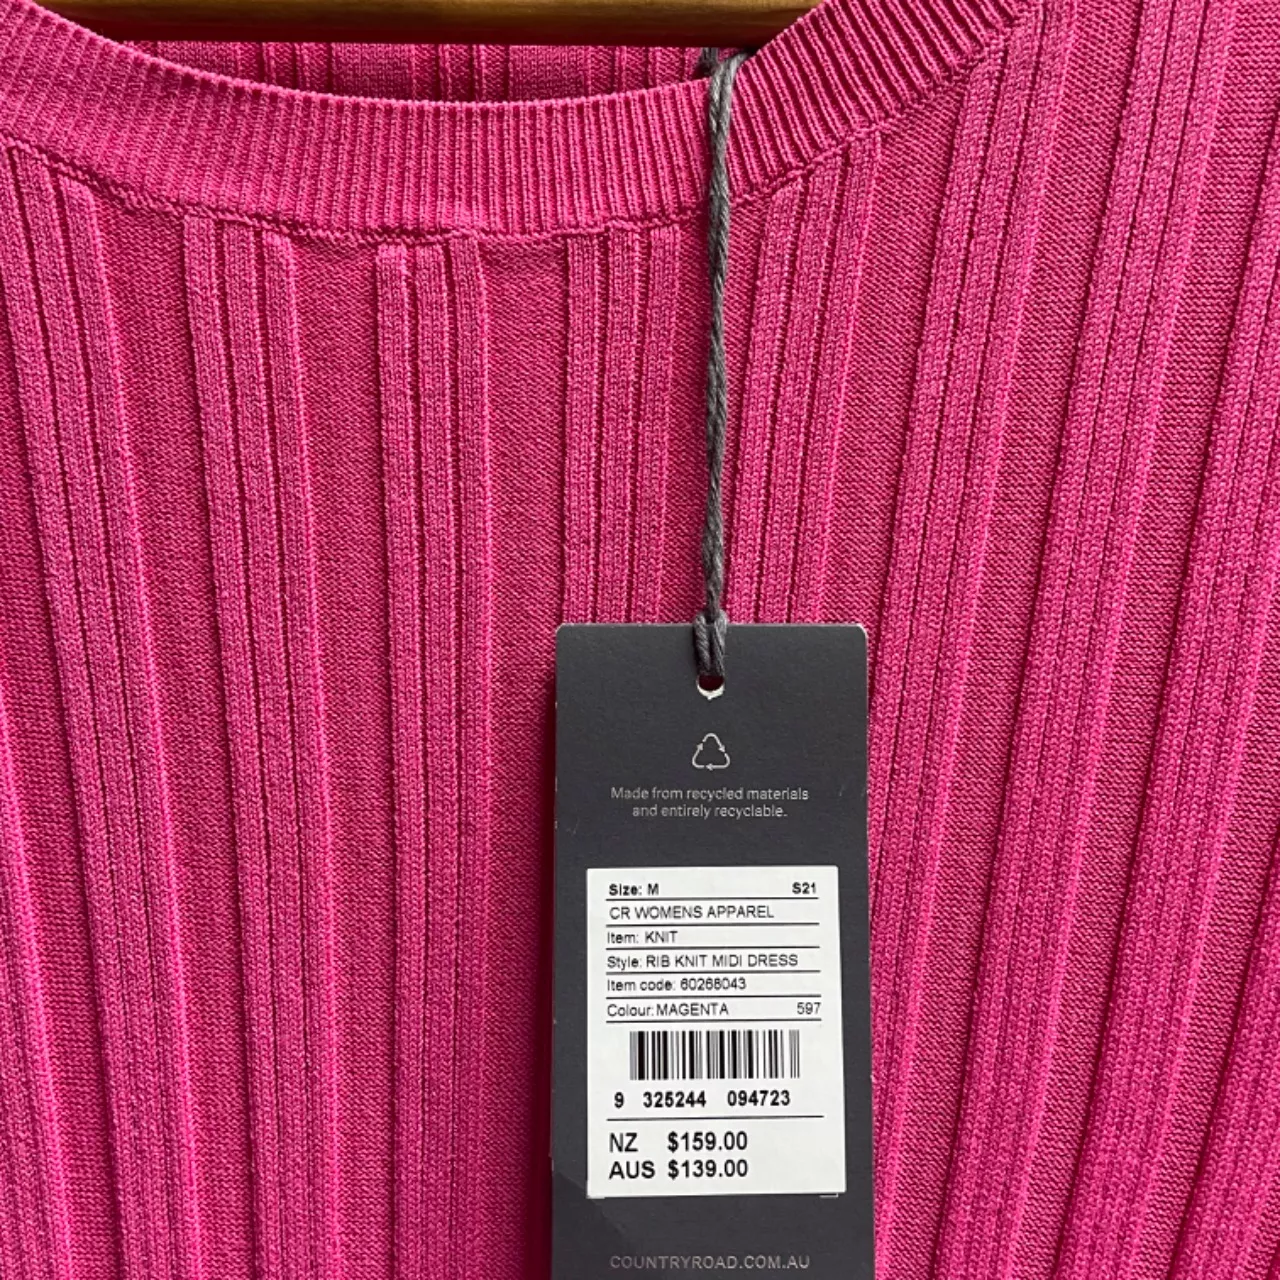 Made from recycled materials
and entirely recyclable.
Size: M S21
CR WOMENS APPAREL
Item: KNIT
Style: RIB KNIT MIDI DRESS
Item code: 60268043
Colour: MAGENTA 597
9 325244 094723
NZ $159.00
AUS $139.00
COUNTRYROAD.COM.AU